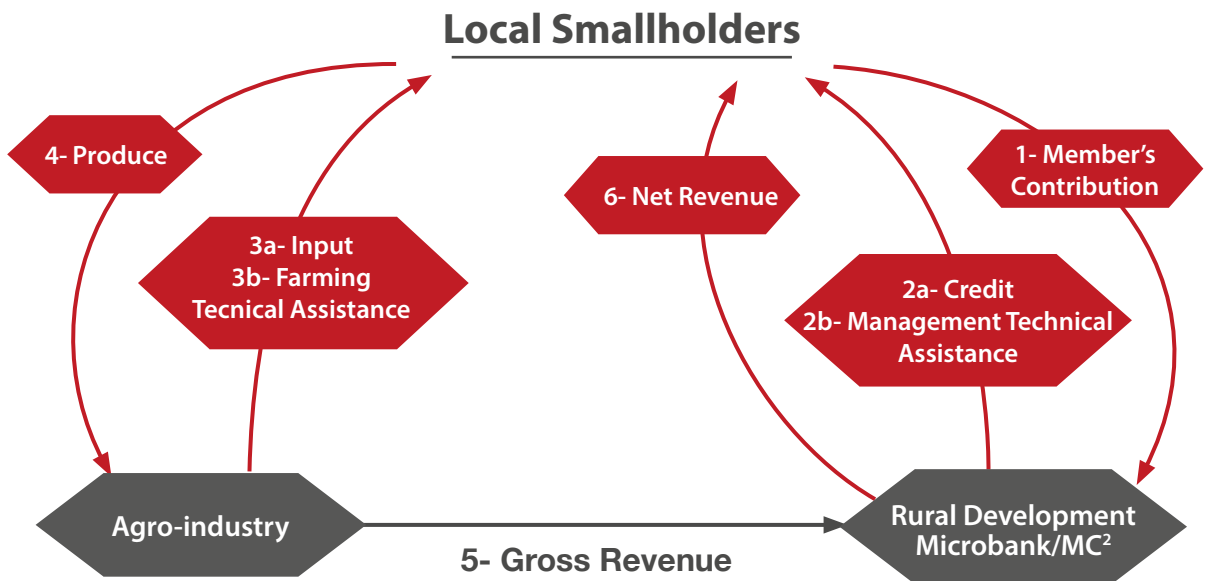 Local Smallholders
4- Produce
3a- Input
3b- Farming
Tecnical Assistance
6- Net Revenue
1- Member's
Contribution
2a- Credit
2b- Management Technical
Assistance
Agro-industry
5- Gross Revenue
Rural Development
Microbank/MC²